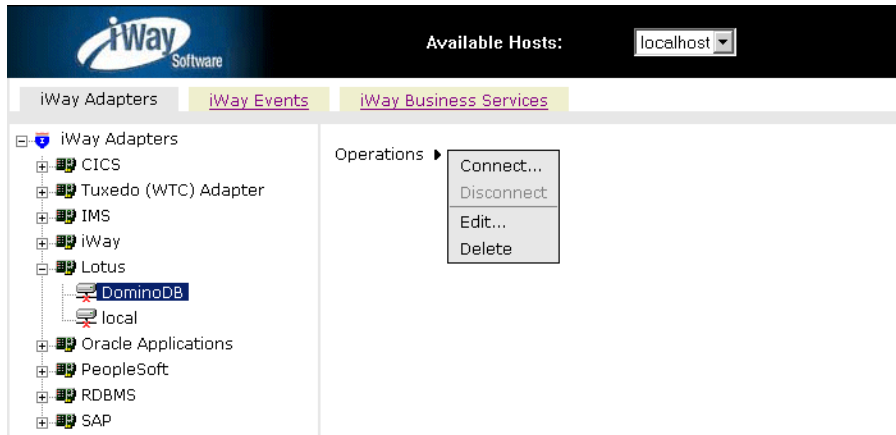 iWay
Software
Available Hosts:
localhost
iWay Adapters
iWay Events
iWay Business Services
iWay Adapters
CICS
Tuxedo (WTC) Adapter
IMS
iWay
Lotus
DominoDB
local
Oracle Applications
PeopleSoft
RDBMS
SAP
Operations
Connect...
Disconnect
Edit...
Delete